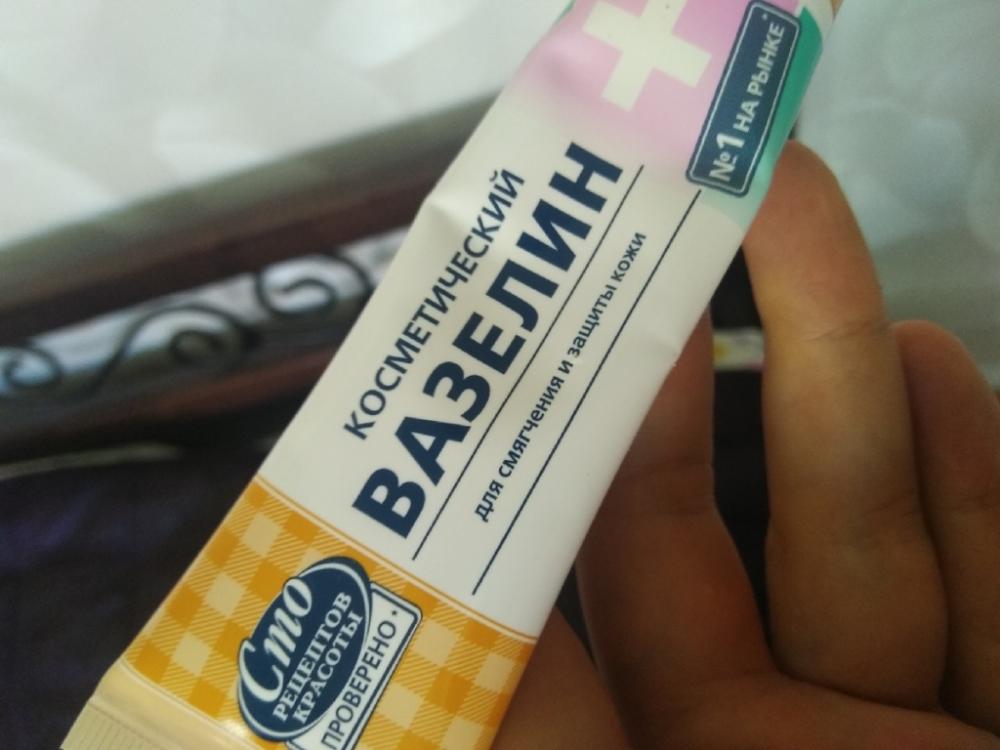 №1 НА РЫНКЕ*
КОСМЕТИЧЕСКИЙ
ВАЗЕЛИН
для смягчения и защиты кожи
Сто
РЕЦЕПТОВ
КРАСОТЫ
ПРОВЕРЕНО*